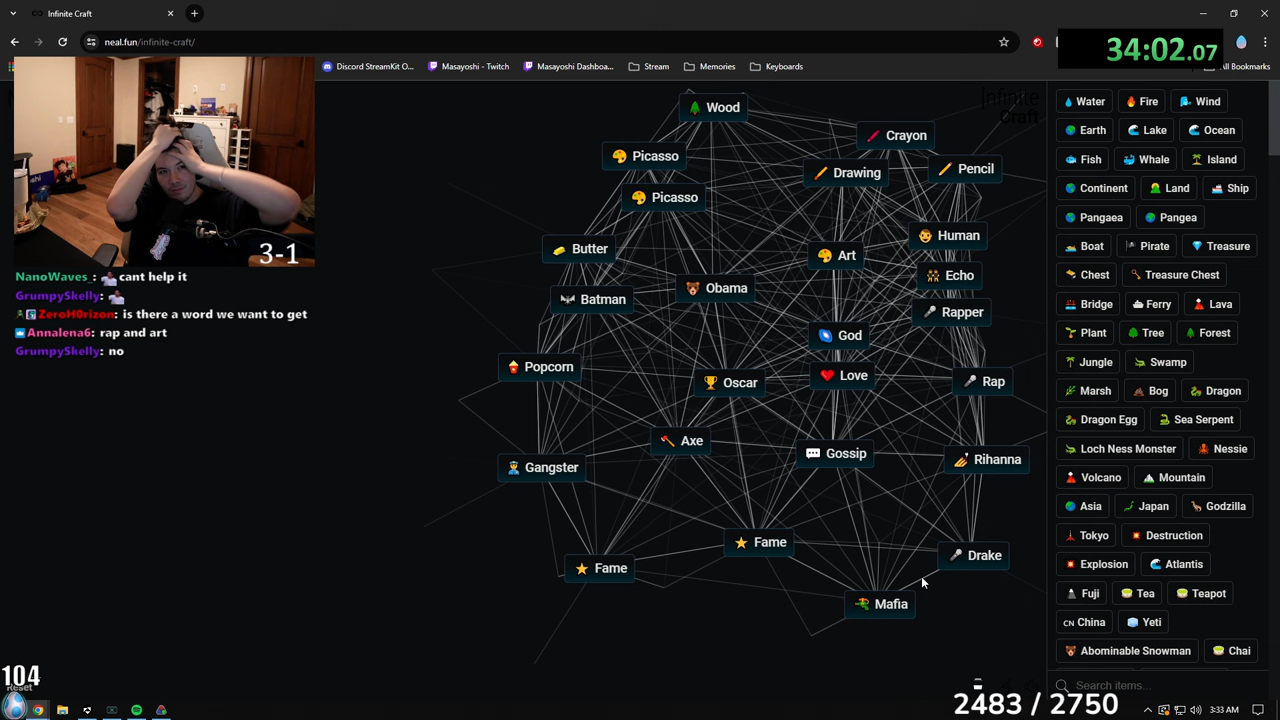 Infinite Craft
34:02.07
neal.fun/infinite-craft/
Discord StreamKit O...
Masayoshi - Twitch
Masayoshi Dashboa...
Stream
Memories
Keyboards
All Bookmarks
3-1
NanoWaves_: cant help it
GrumpySkelly:
ZeroH0rizon: is there a word we want to get
Annalena6: rap and art
GrumpySkelly: no
Infinite
Craft
Wood
Crayon
Picasso
Drawing
Pencil
Picasso
Human
Butter
Art
Echo
Obama
Batman
Rapper
God
Popcorn
Love
Oscar
Rap
Axe
Gossip
Rihanna
Gangster
Fame
Drake
Fame
Mafia
Water
Fire
Wind
Earth
Lake
Ocean
Fish
Whale
Island
Continent
Land
Ship
Pangaea
Pangea
Boat
Pirate
Treasure
Chest
Treasure Chest
Bridge
Ferry
Lava
Plant
Tree
Forest
Jungle
Swamp
Marsh
Bog
Dragon
Dragon Egg
Sea Serpent
Loch Ness Monster
Nessie
Volcano
Mountain
Asia
Japan
Godzilla
Tokyo
Destruction
Explosion
Atlantis
Fuji
Tea
Teapot
CN China
Yeti
Abominable Snowman
Chai
Search items...
104
Reset
2483 / 2750
3:33 AM